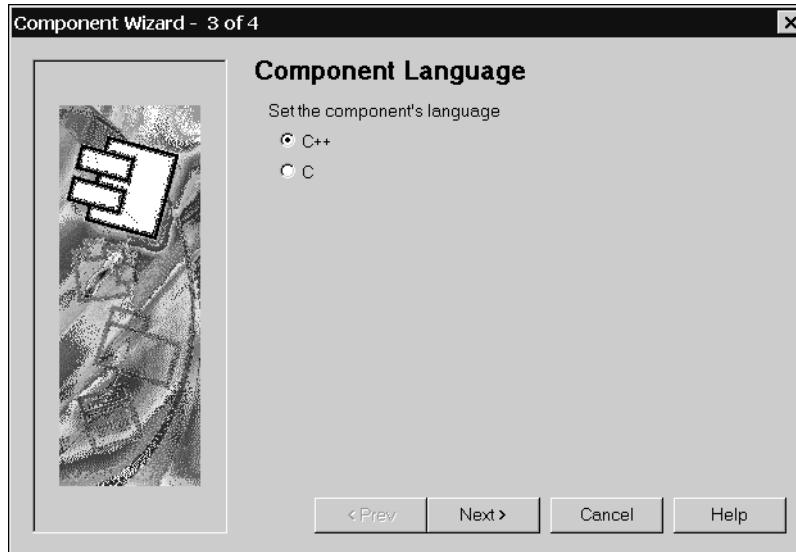 Component Wizard - 3 of 4
Component Language
Set the component's language
C++
C
< Prev
Next >
Cancel
Help